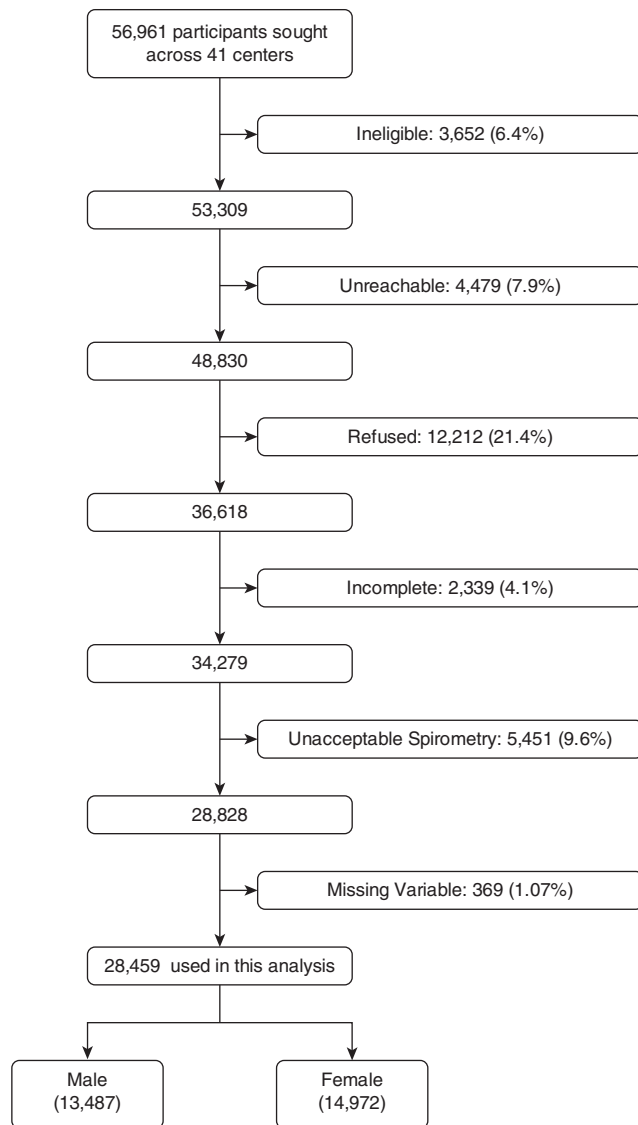 56,961 participants sought
across 41 centers
Ineligible: 3,652 (6.4%)
53,309
Unreachable: 4,479 (7.9%)
48,830
Refused: 12,212 (21.4%)
36,618
Incomplete: 2,339 (4.1%)
34,279
Unacceptable Spirometry: 5,451 (9.6%)
28,828
Missing Variable: 369 (1.07%)
28,459 used in this analysis
Male
(13,487)
Female
(14,972)